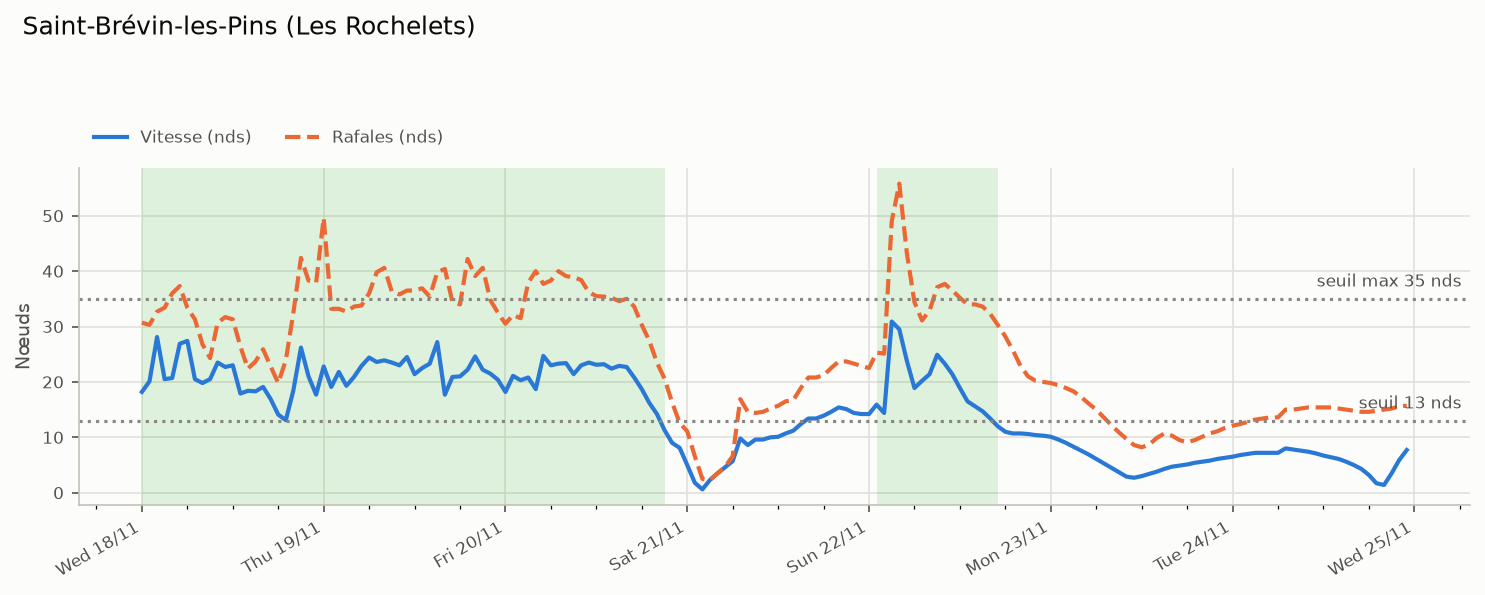 Saint-Brévin-les-Pins (Les Rochelets)
Vitesse (nds)
Rafales (nds)
Nœuds
50
40
30
20
10
0
seuil max 35 nds
seuil 13 nds
Wed 18/11
Thu 19/11
Fri 20/11
Sat 21/11
Sun 22/11
Mon 23/11
Tue 24/11
Wed 25/11